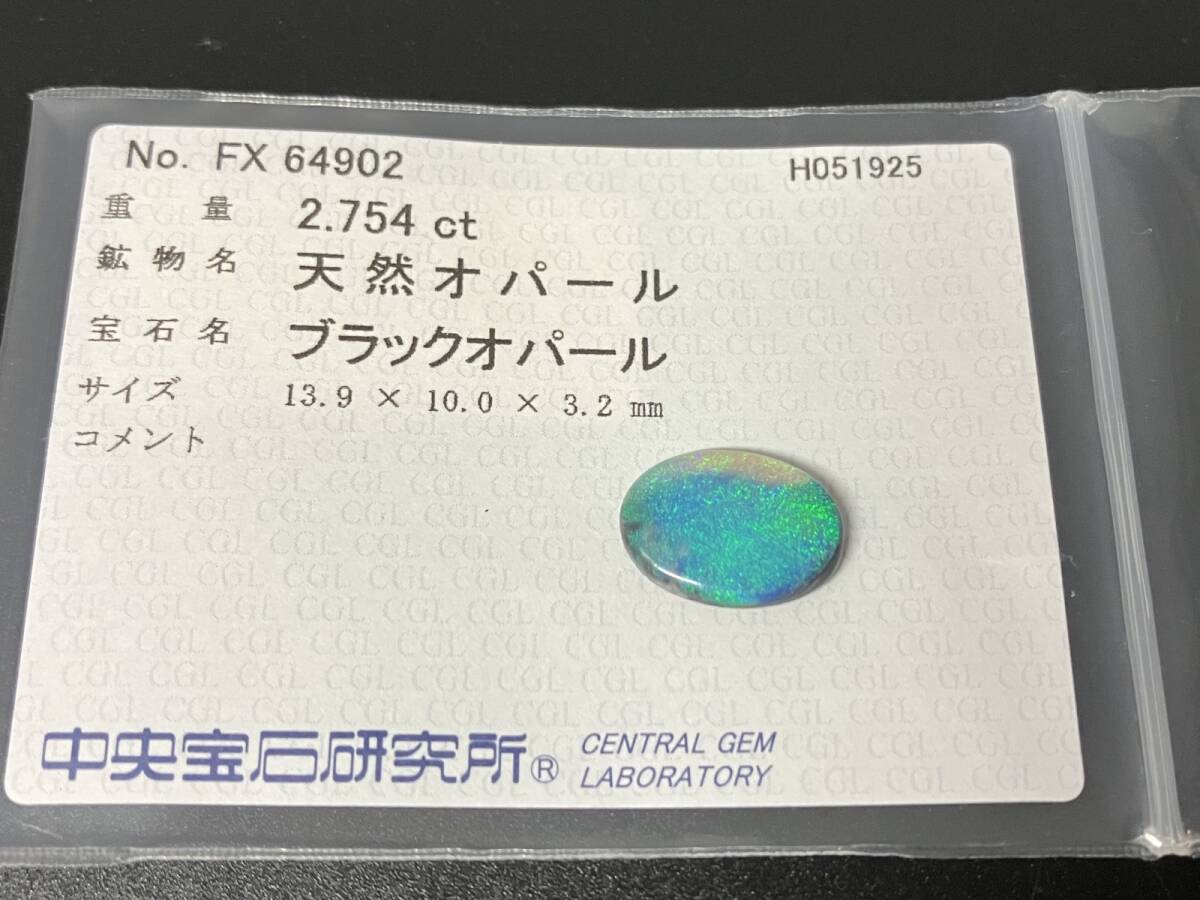 No. FX 64902 H051925
重 量 2.754 ct
鉱 物 名 天 然 オ パ ー ル
宝 石 名 ブラックオパール
サイズ 13.9 × 10.0 × 3.2 mm
コメント
中央宝石研究所® CENTRAL GEM
LABORATORY